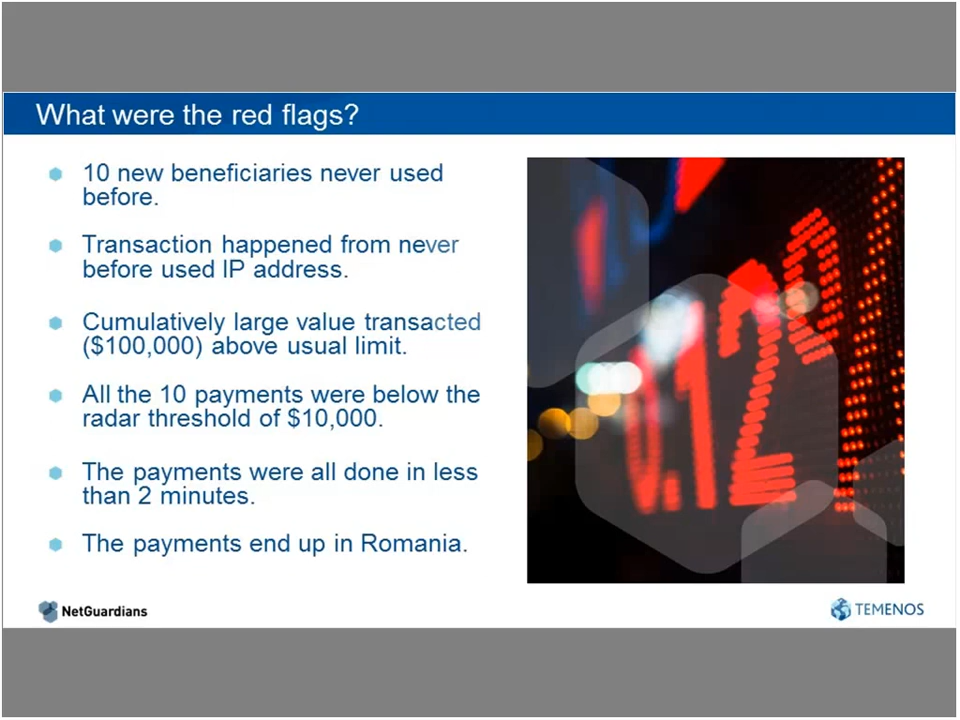 What were the red flags?
10 new beneficiaries never used
before.
Transaction happened from never
before used IP address.
Cumulatively large value transacted
($100,000) above usual limit.
All the 10 payments were below the
radar threshold of $10,000.
The payments were all done in less
than 2 minutes.
The payments end up in Romania.
0.12
NetGuardians
TEMENOS